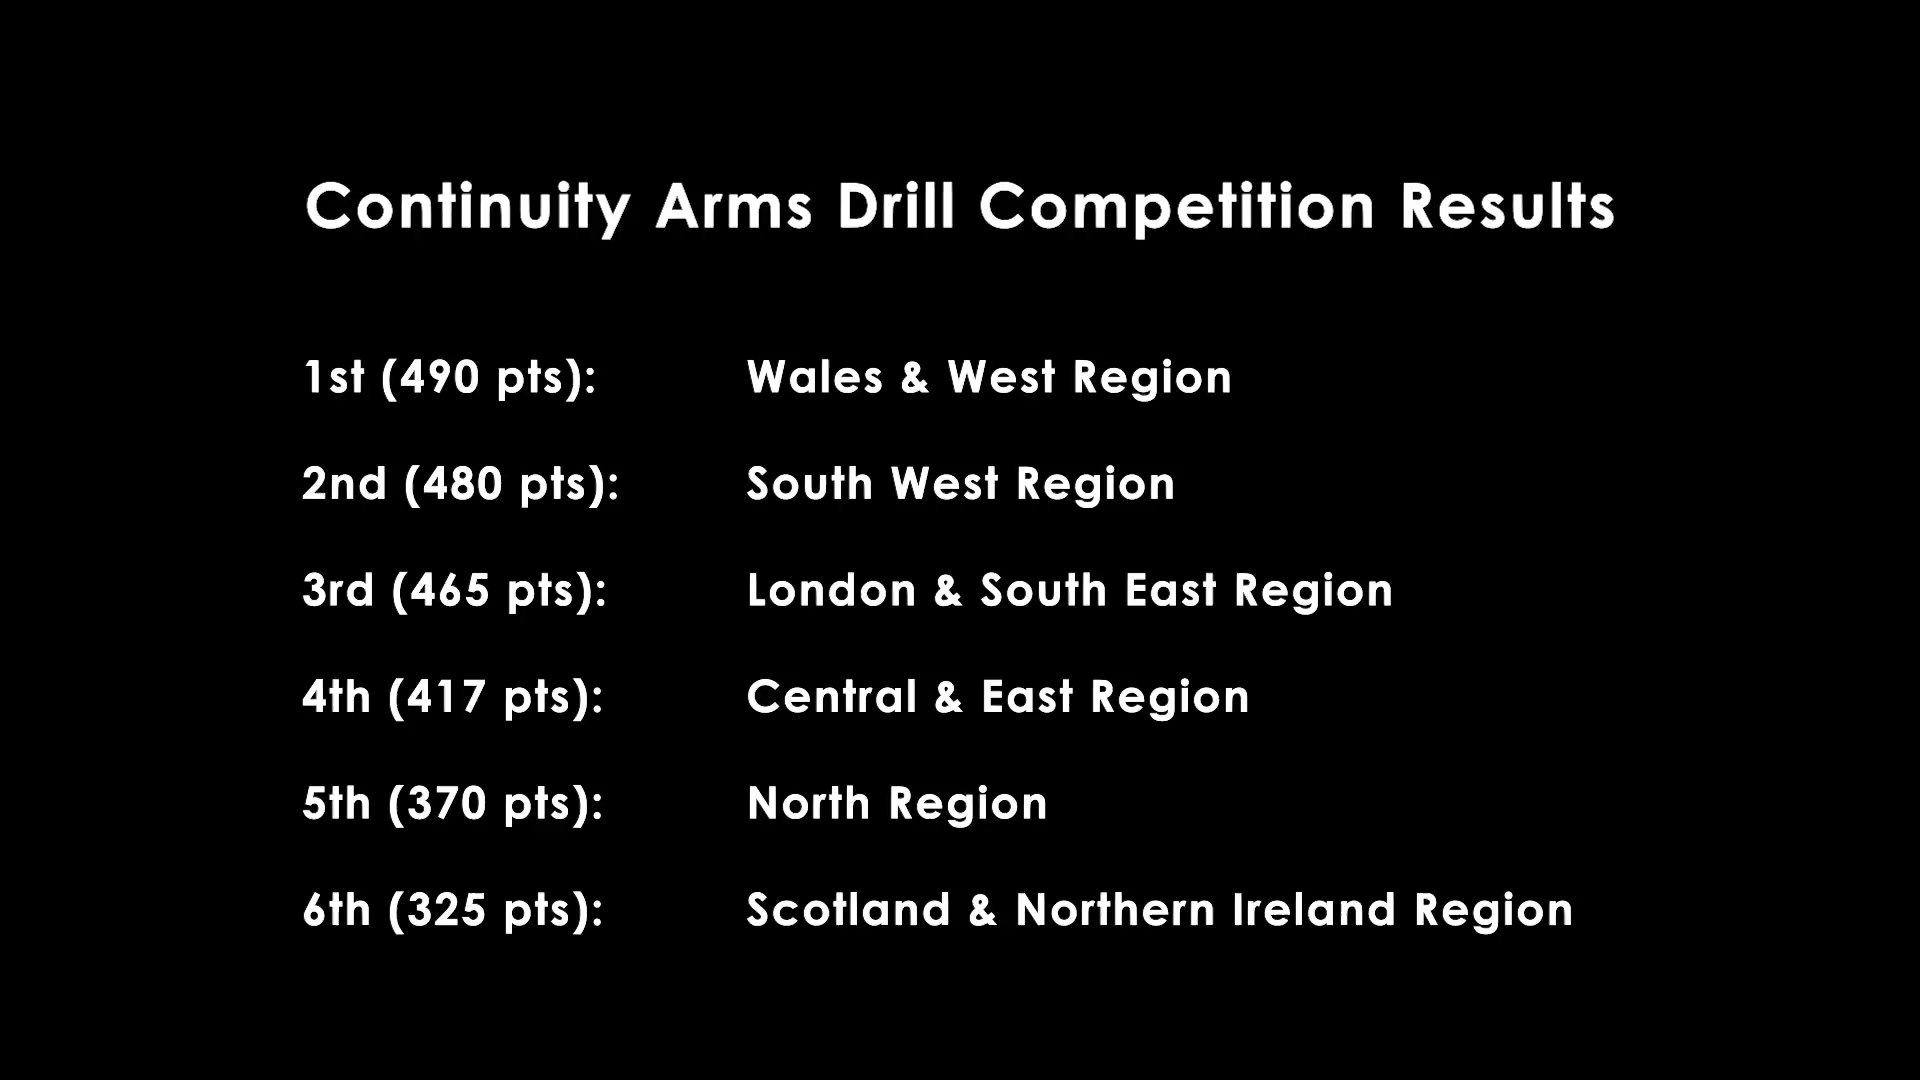 Continuity Arms Drill Competition Results
1st (490 pts): Wales & West Region
2nd (480 pts): South West Region
3rd (465 pts): London & South East Region
4th (417 pts): Central & East Region
5th (370 pts): North Region
6th (325 pts): Scotland & Northern Ireland Region